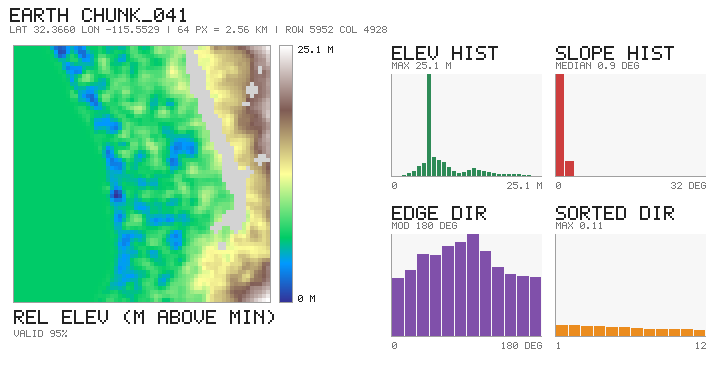 EARTH CHUNK_041
LAT 32.3660 LON -115.5529 | 64 PX = 2.56 KM | ROW 5952 COL 4928
25.1 M
0 M
REL ELEV (M ABOVE MIN)
VALID 95%
ELEV HIST
MAX 25.1 M
0 25.1 M
SLOPE HIST
MEDIAN 0.9 DEG
0 32 DEG
EDGE DIR
MOD 180 DEG
0 180 DEG
SORTED DIR
MAX 0.11
1 12